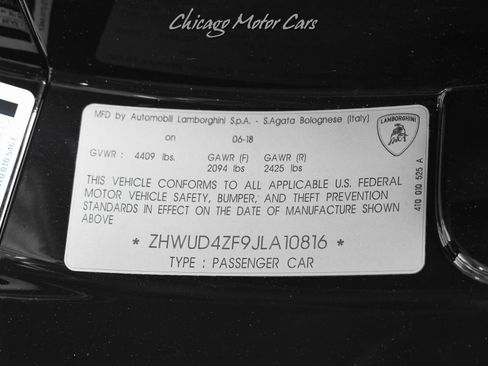 Chicago Motor Cars
MFD by Automobili Lamborghini S.p.A. - S.Agata Bolognese (Italy)
on 06-18
GVWR : 4409 lbs. GAWR (F) GAWR (R)
2094 lbs 2425 lbs
THIS VEHICLE CONFORMS TO ALL APPLICABLE U.S. FEDERAL
MOTOR VEHICLE SAFETY, BUMPER, AND THEFT PREVENTION
STANDARDS IN EFFECT ON THE DATE OF MANUFACTURE SHOWN
ABOVE
* ZHWUD4ZF9JLA10816 *
TYPE : PASSENGER CAR
LAMBORGHINI
4T0 010 525 A